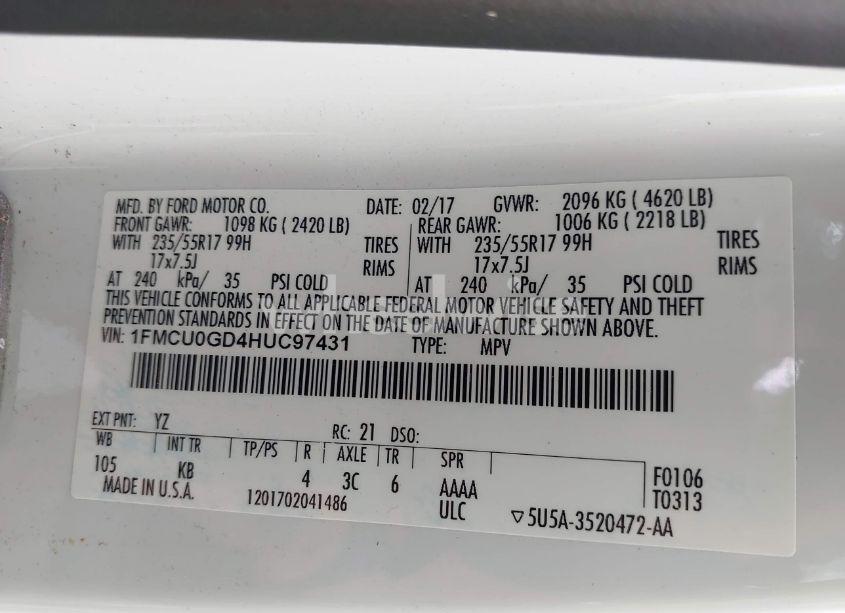 MFD. BY FORD MOTOR CO. DATE: 02/17 GVWR: 2096 KG ( 4620 LB)
FRONT GAWR: 1098 KG ( 2420 LB) REAR GAWR: 1006 KG ( 2218 LB)
WITH 235/55R17 99H TIRES WITH 235/55R17 99H TIRES
17x7.5J RIMS 17x7.5J RIMS
AT 240 kPa/ 35 PSI COLD AT 240 kPa/ 35 PSI COLD
THIS VEHICLE CONFORMS TO ALL APPLICABLE FEDERAL MOTOR VEHICLE SAFETY AND THEFT
PREVENTION STANDARDS IN EFFECT ON THE DATE OF MANUFACTURE SHOWN ABOVE.
VIN: 1FMCU0GD4HUC97431 TYPE: MPV
EXT PNT: YZ RC: 21 DSO:
WB INT TR TP/PS R AXLE TR SPR
105 KB 4 3C 6 AAAA F0106
MADE IN U.S.A. 1201702041486 ULC T0313
▽5U5A-3520472-AA